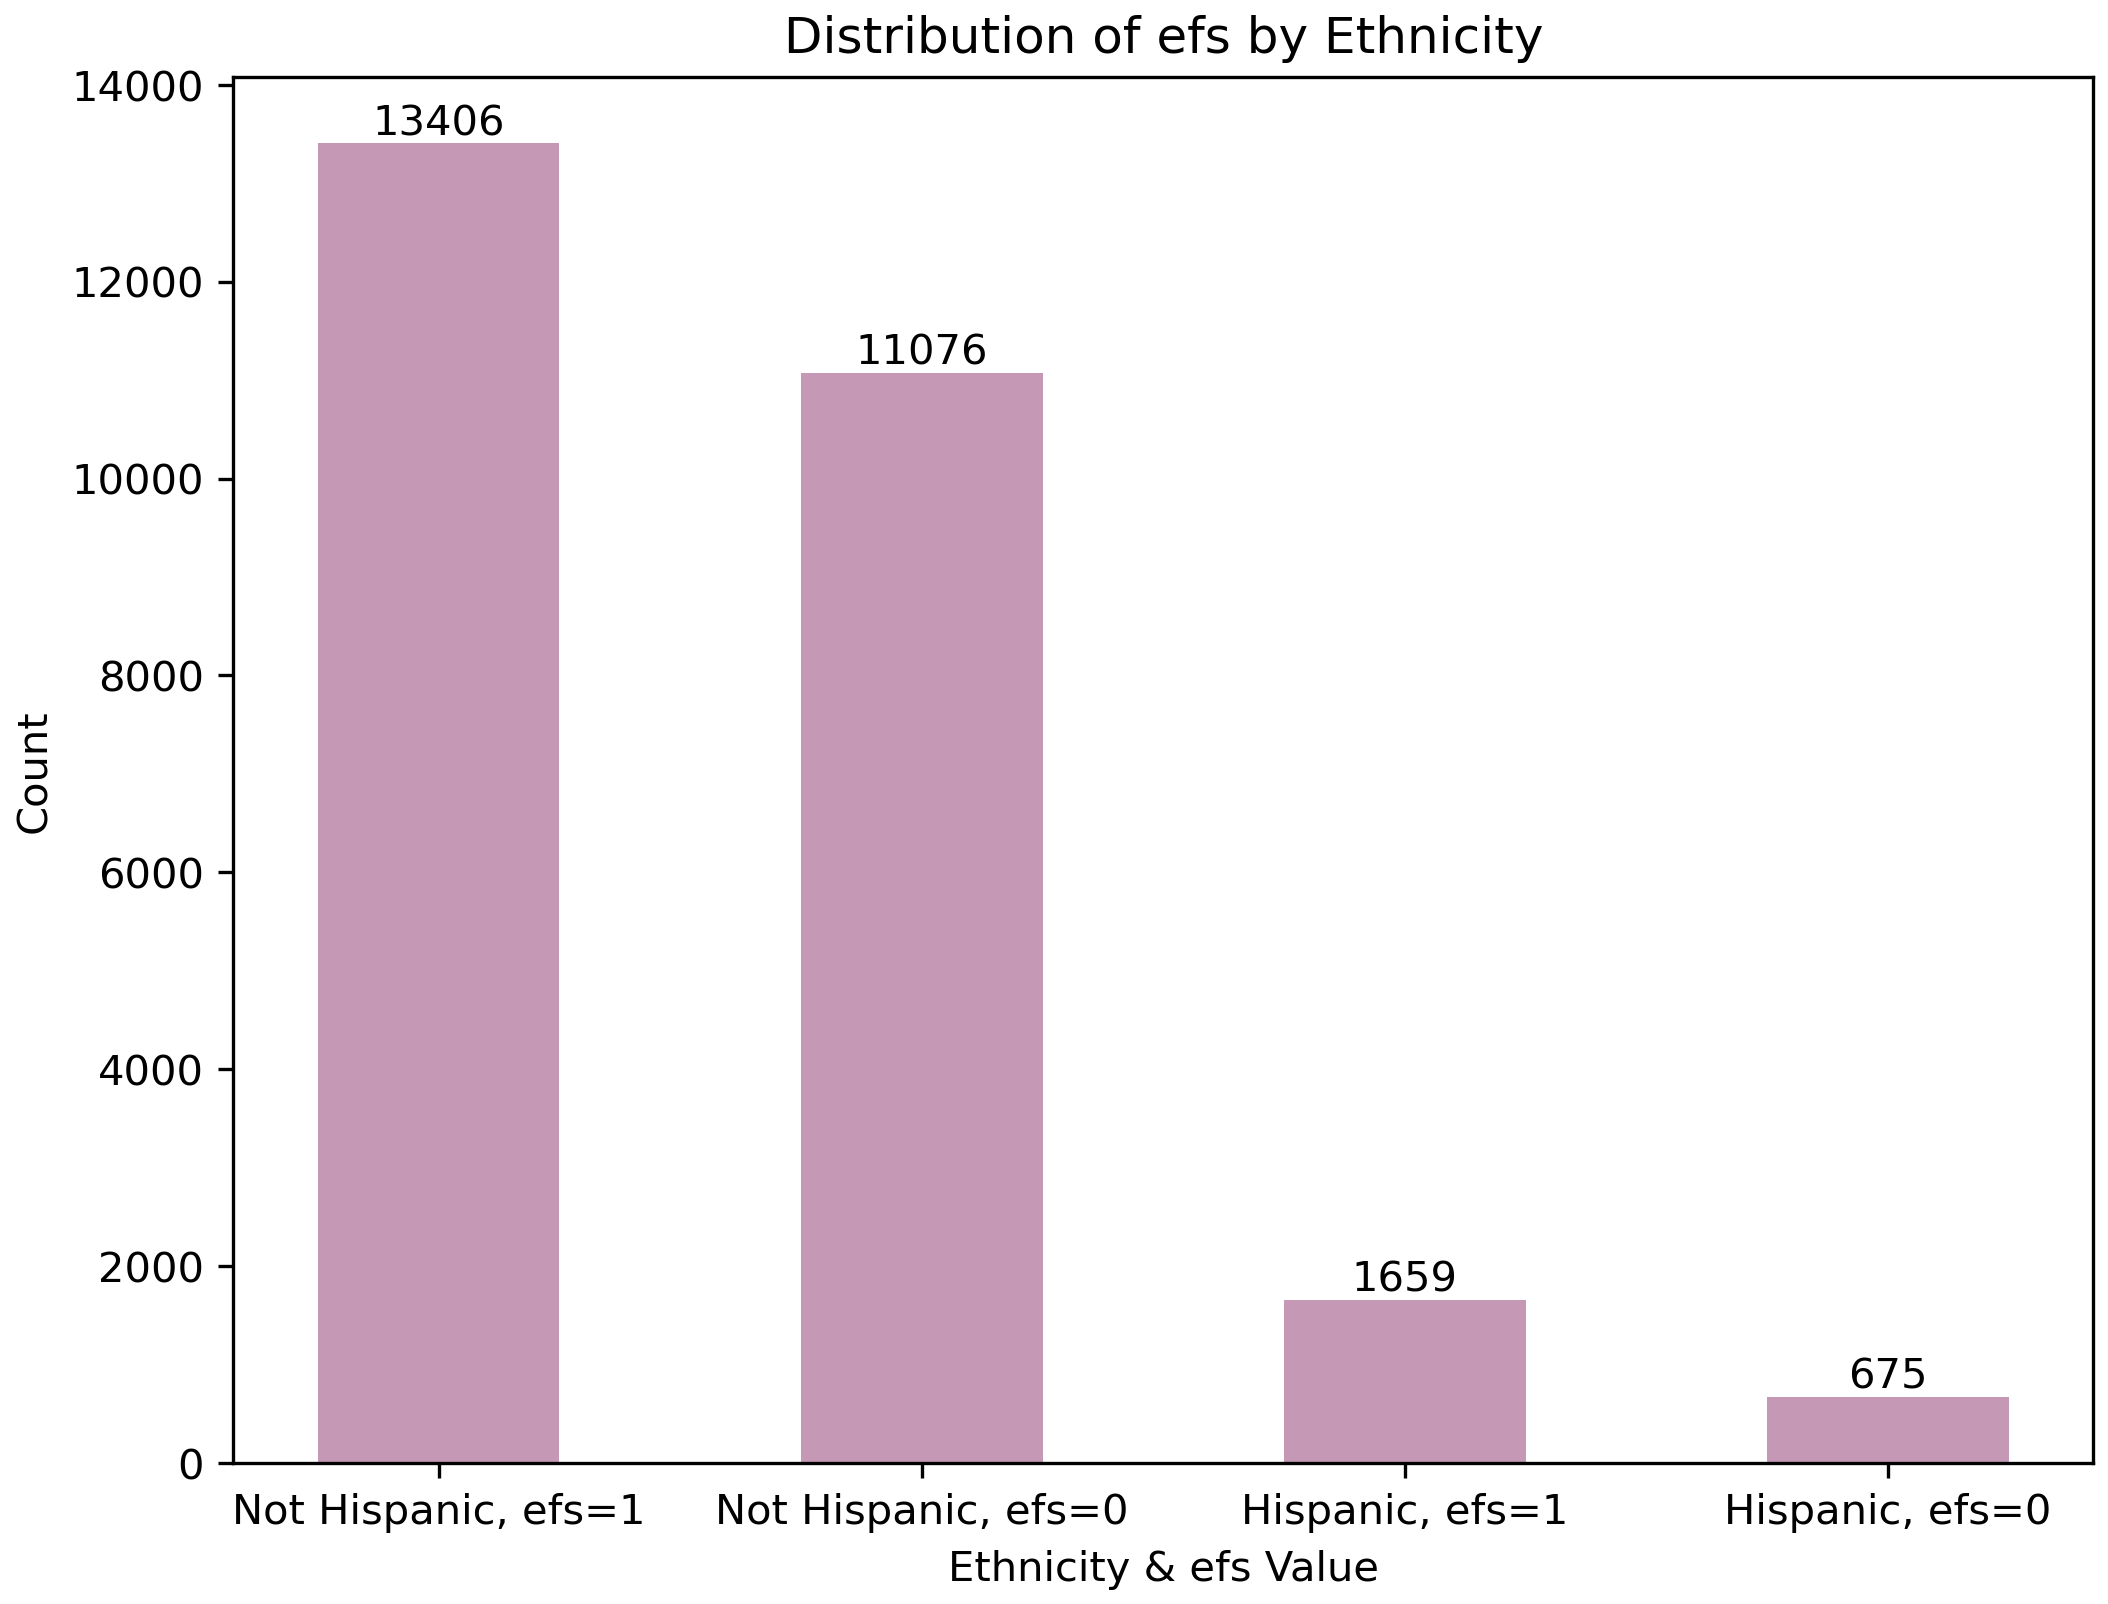 Distribution of efs by Ethnicity
14000
12000
10000
8000
6000
4000
2000
0
Count
13406
11076
1659
675
Not Hispanic, efs=1
Not Hispanic, efs=0
Hispanic, efs=1
Hispanic, efs=0
Ethnicity & efs Value